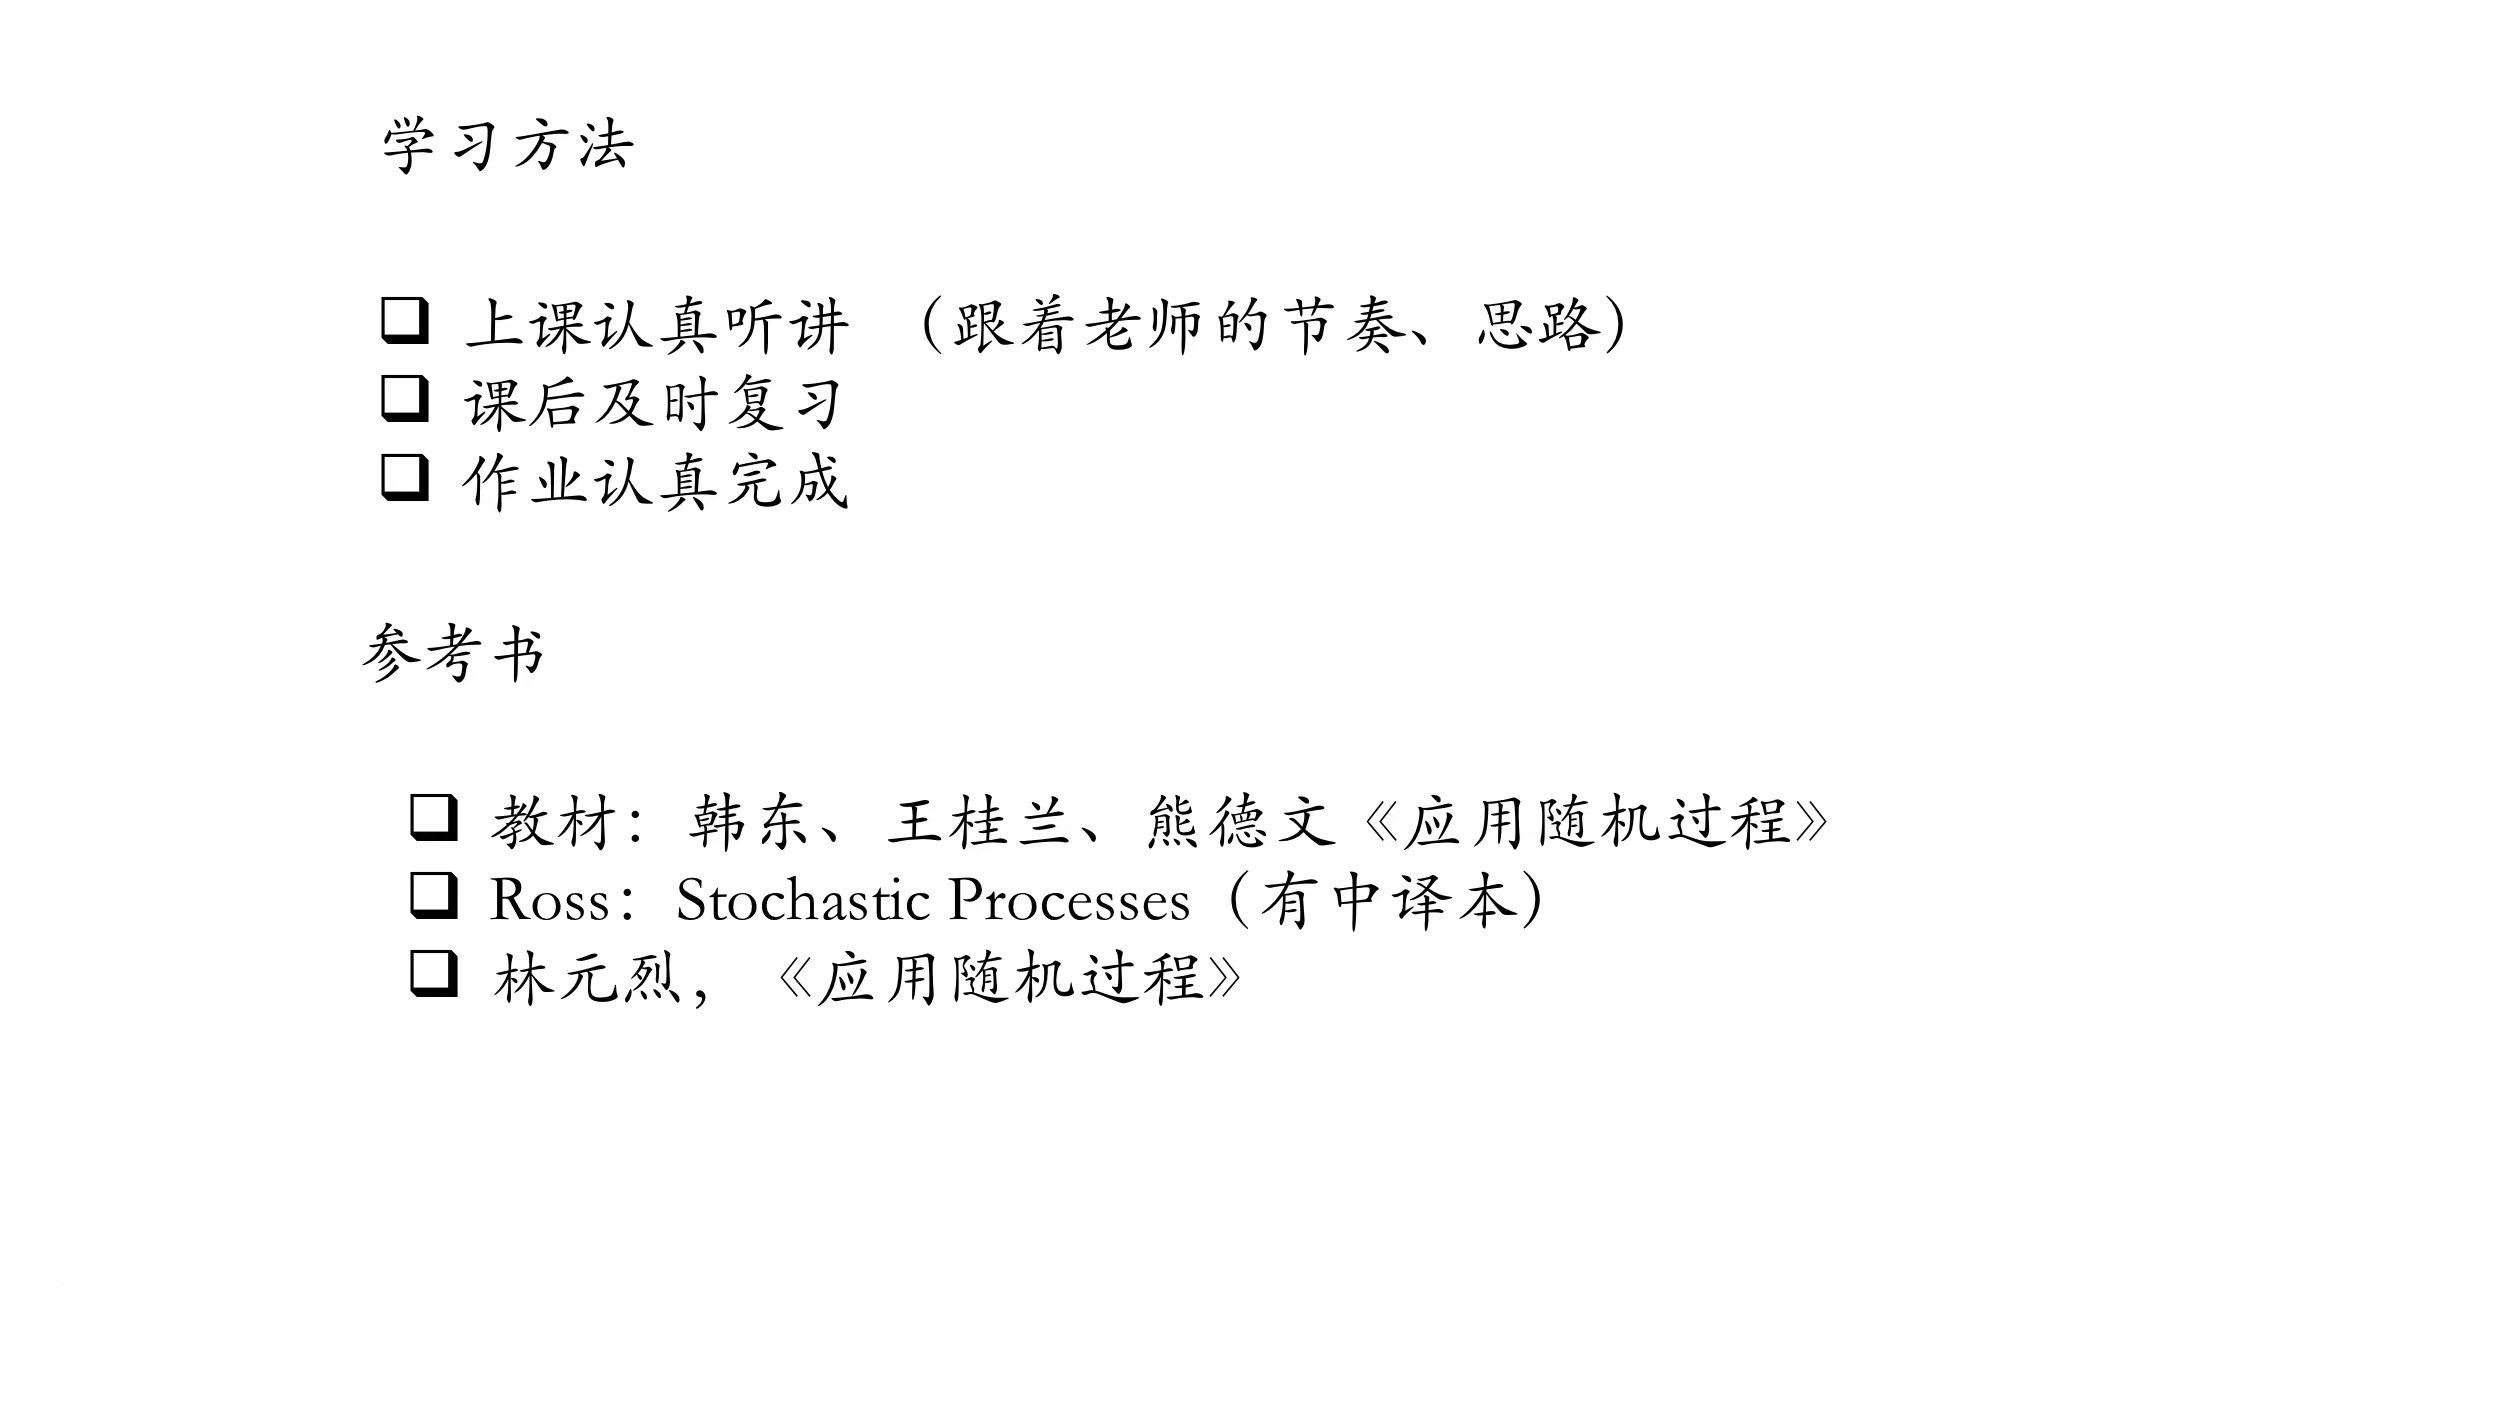 学习方法
上课认真听讲 (跟着老师的节奏、思路)
课后及时复习
作业认真完成
参考书
教材: 韩东、王桂兰、熊德文《应用随机过程》
Ross: Stochastic Processes (有中译本)
林元烈, 《应用随机过程》